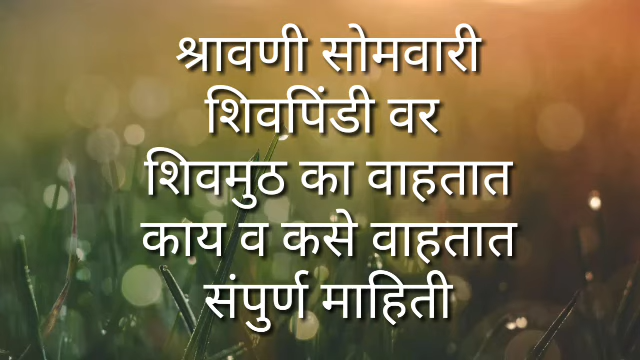 श्रावणी सोमवारी
शिवपिंडी वर
शिवमुठ का वाहतात
काय व कसे वाहतात
संपुर्ण माहिती